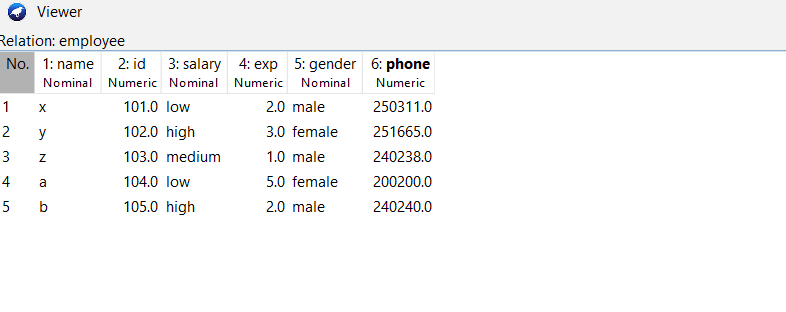 Viewer
Relation: employee
No. 1: name 2: id 3: salary 4: exp 5: gender 6: phone
Nominal Numeric Nominal Numeric Nominal Numeric
1 x 101.0 low 2.0 male 250311.0
2 y 102.0 high 3.0 female 251665.0
3 z 103.0 medium 1.0 male 240238.0
4 a 104.0 low 5.0 female 200200.0
5 b 105.0 high 2.0 male 240240.0